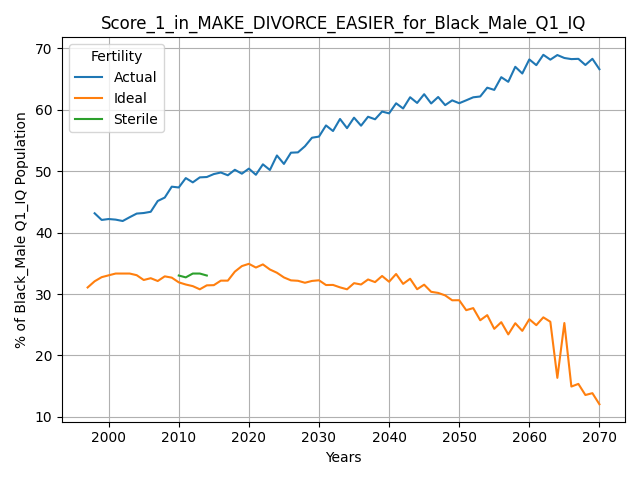 Score_1_in_MAKE_DIVORCE_EASIER_for_Black_Male_Q1_IQ
Fertility
Actual
Ideal
Sterile
% of Black_Male Q1_IQ Population
70
60
50
40
30
20
10
2000 2010 2020 2030 2040 2050 2060 2070
Years